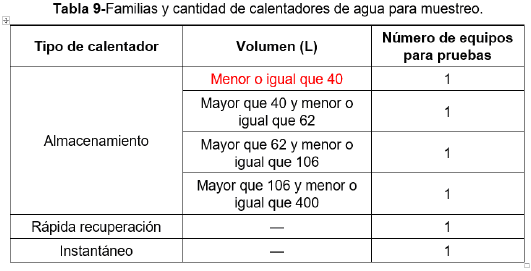 Tabla 9-Familias y cantidad de calentadores de agua para muestreo.
Tipo de calentador
Volumen (L)
Número de equipos
para pruebas
Almacenamiento
Menor o igual que 40
1
Mayor que 40 y menor o
igual que 62
1
Mayor que 62 y menor o
igual que 106
1
Mayor que 106 y menor o
igual que 400
1
Rápida recuperación
—
1
Instantáneo
—
1